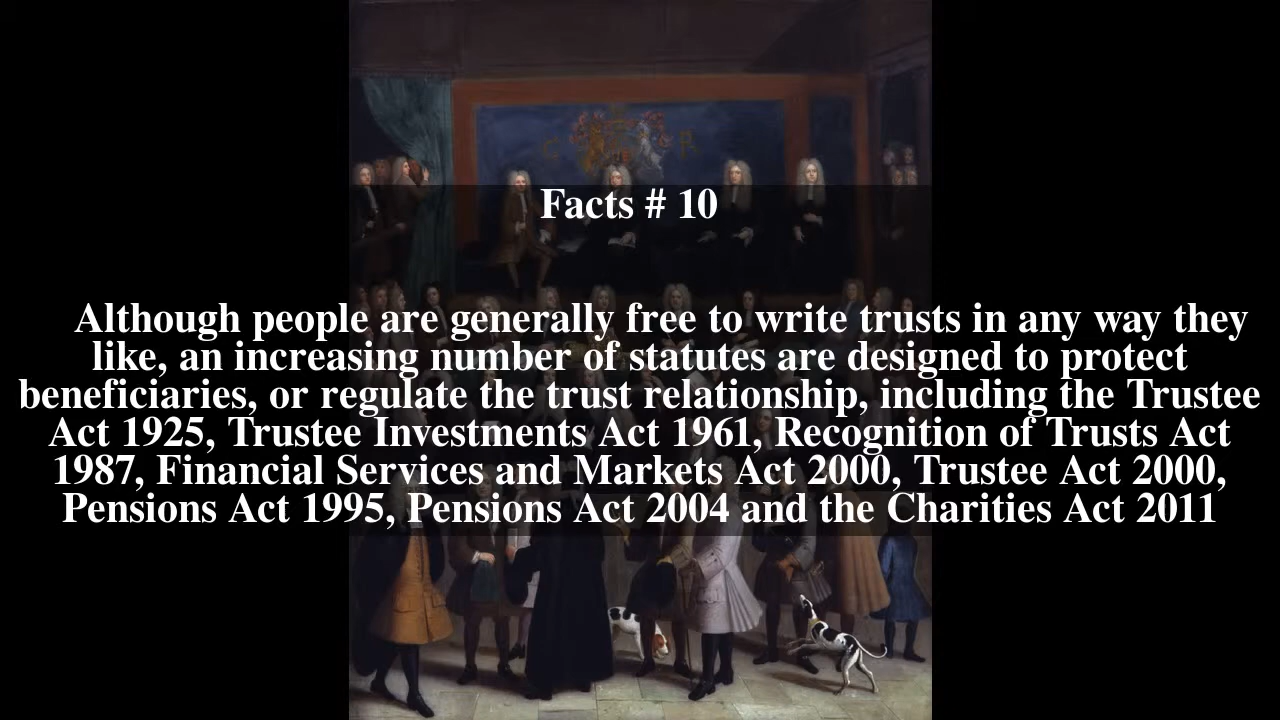 Facts # 10
Although people are generally free to write trusts in any way they
like, an increasing number of statutes are designed to protect
beneficiaries, or regulate the trust relationship, including the Trustee
Act 1925, Trustee Investments Act 1961, Recognition of Trusts Act
1987, Financial Services and Markets Act 2000, Trustee Act 2000,
Pensions Act 1995, Pensions Act 2004 and the Charities Act 2011